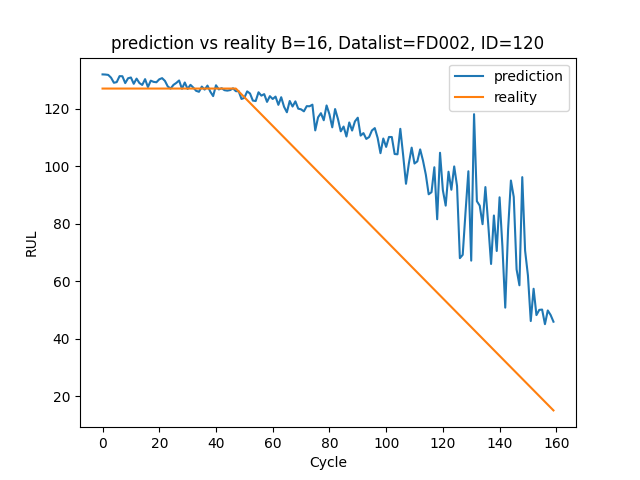 prediction vs reality B=16, Datalist=FD002, ID=120
prediction
reality
RUL
120
100
80
60
40
20
0 20 40 60 80 100 120 140 160
Cycle